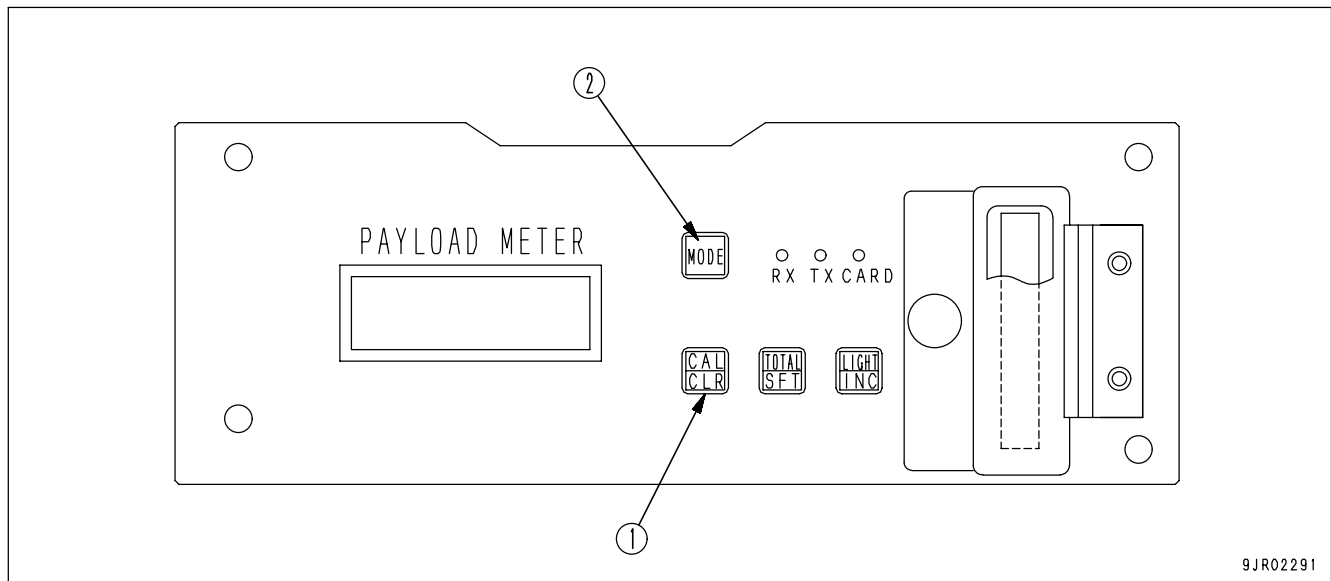 ②
PAYLOAD METER
MODE
RX TX CARD
CAL
CLR
TOTAL
SFT
LIGHT
INC
①
9JR02291